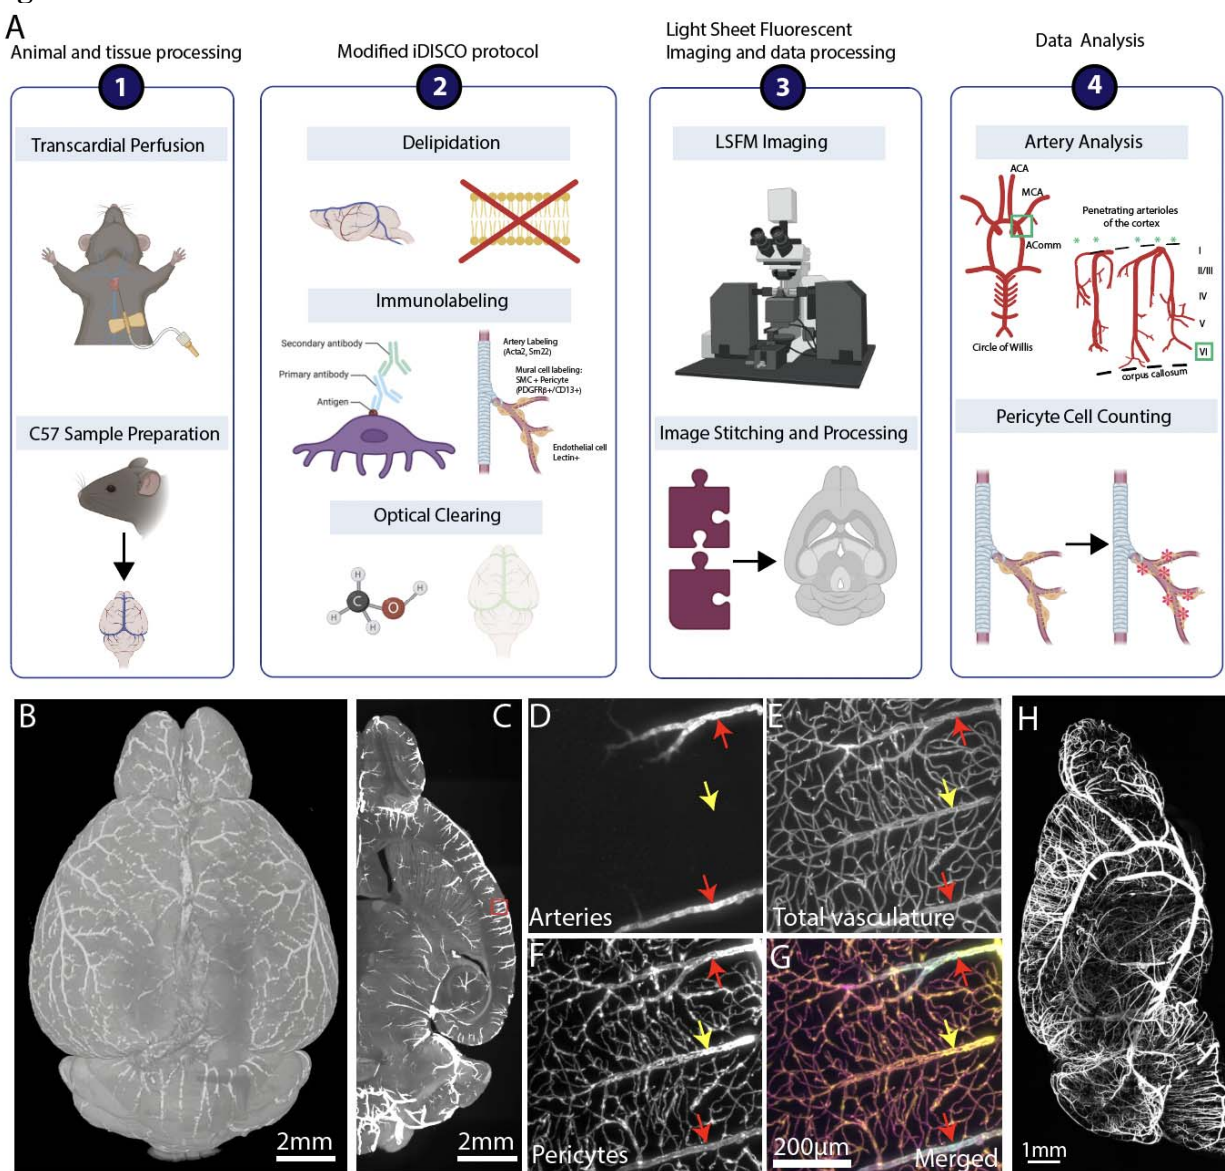 A
Animal and tissue processing
1
Transcardial Perfusion
C57 Sample Preparation
Modified iDISCO protocol
2
Delipidation
Immunolabeling
Secondary antibody
Primary antibody
Antigen
Artery Labeling
(Acta2, Sm22)
Mural cell labeling:
SMC + Pericyte
(PDGFRβ+/CD13+)
Endothelial cell
Lectin+
Optical Clearing
H
H
C
O
H
H
Light Sheet Fluorescent
Imaging and data processing
3
LSFM Imaging
Image Stitching and Processing
Data Analysis
4
Artery Analysis
ACA
MCA
AComm
Circle of Willis
Penetrating arterioles
of the cortex
* * * * *
I
II/III
IV
V
VI
corpus callosum
Pericyte Cell Counting
B
2mm
C
2mm
D
Arteries
E
Total vasculature
F
Pericytes
G
200μm
Merged
H
1mm